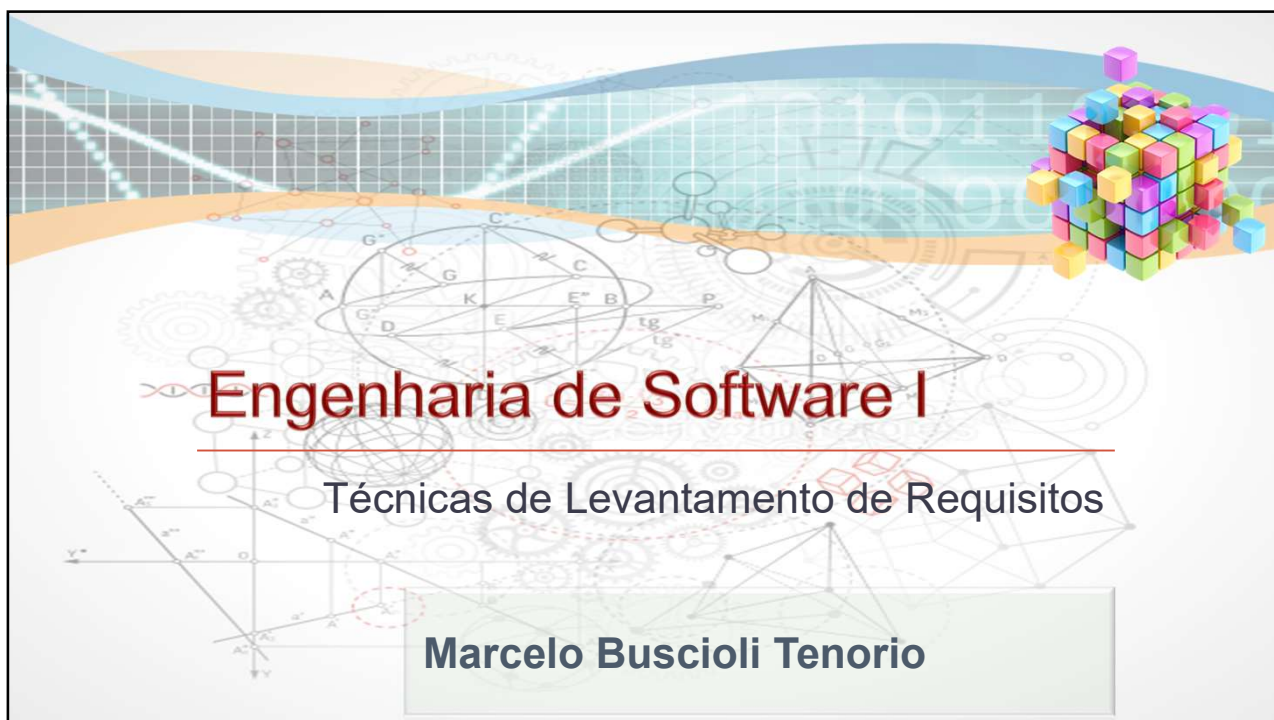 Engenharia de Software I
Técnicas de Levantamento de Requisitos
Marcelo Buscioli Tenorio